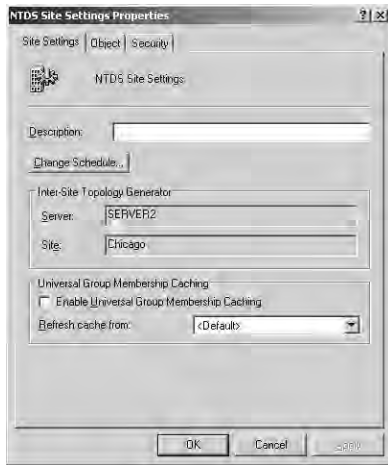 NTDS Site Settings Properties
Site Settings Object Security
NTDS Site Settings
Description:
Change Schedule...
Inter-Site Topology Generator
Server: SERVER2
Site: Chicago
Universal Group Membership Caching
Enable Universal Group Membership Caching
Refresh cache from: <Default>
OK Cancel Apply